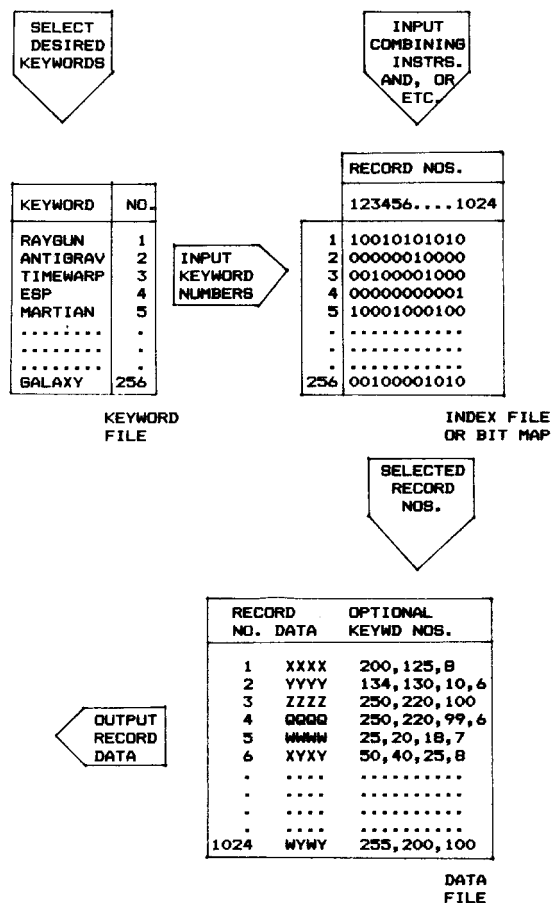 SELECT
DESIRED
KEYWORDS
INPUT
COMBINING
INSTRS.
AND, OR
ETC.
KEYWORD NO.
RAYGUN 1
ANTIGRAV 2
TIMEWARP 3
ESP 4
MARTIAN 5
........ .
........ .
........ .
GALAXY 256
KEYWORD
FILE
INPUT
KEYWORD
NUMBERS
RECORD NOS.
123456....1024
1 10010101010
2 00000010000
3 00100001000
4 00000000001
5 10001000100
. ...........
. ...........
. ...........
256 00100001010
INDEX FILE
OR BIT MAP
SELECTED
RECORD
NOS.
RECORD OPTIONAL
NO. DATA KEYWD NOS.
1 XXXX 200,125,8
2 YYYY 134,130,10,6
3 ZZZZ 250,220,100
4 QQQQ 250,220,99,6
5 WWWW 25,20,18,7
6 XYXY 50,40,25,8
. .... ..........
. .... ..........
. .... ..........
. .... ..........
1024 WYWY 255,200,100
OUTPUT
RECORD
DATA
DATA
FILE